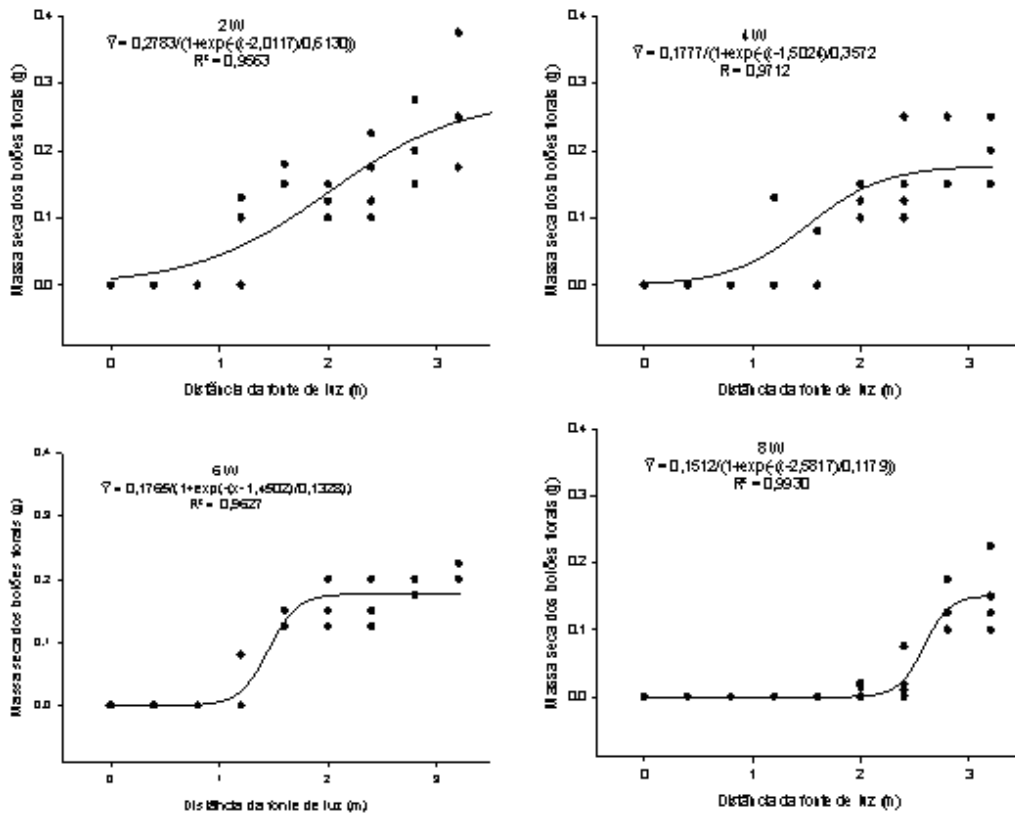 2 W
Ŷ = 0,2783/(1+exp(-(x-2,0117)/0,5130))
R² = 0,9563
Massa seca dos botões florais (g)
0.4
0.3
0.2
0.1
0.0
0 1 2 3
Distância da fonte de luz (m)
4 W
Ŷ = 0,1777/(1+exp(-(x-1,5024)/0,3572
R = 0,9712
Massa seca dos botões florais (g)
0.4
0.3
0.2
0.1
0.0
0 1 2 3
Distância da fonte de luz (m)
6 W
Ŷ = 0,1765/(1+exp(-(x-1,4502)/0,1328))
R² = 0,9627
Massa seca dos botões florais (g)
0.4
0.3
0.2
0.1
0.0
0 1 2 3
Distância da fonte de luz (m)
8 W
Ŷ = 0,1512/(1+exp(-(x-2,5817)/0,1179))
R² = 0,9930
Massa seca dos botões florais (g)
0.4
0.3
0.2
0.1
0.0
0 1 2 3
Distância da fonte de luz (m)